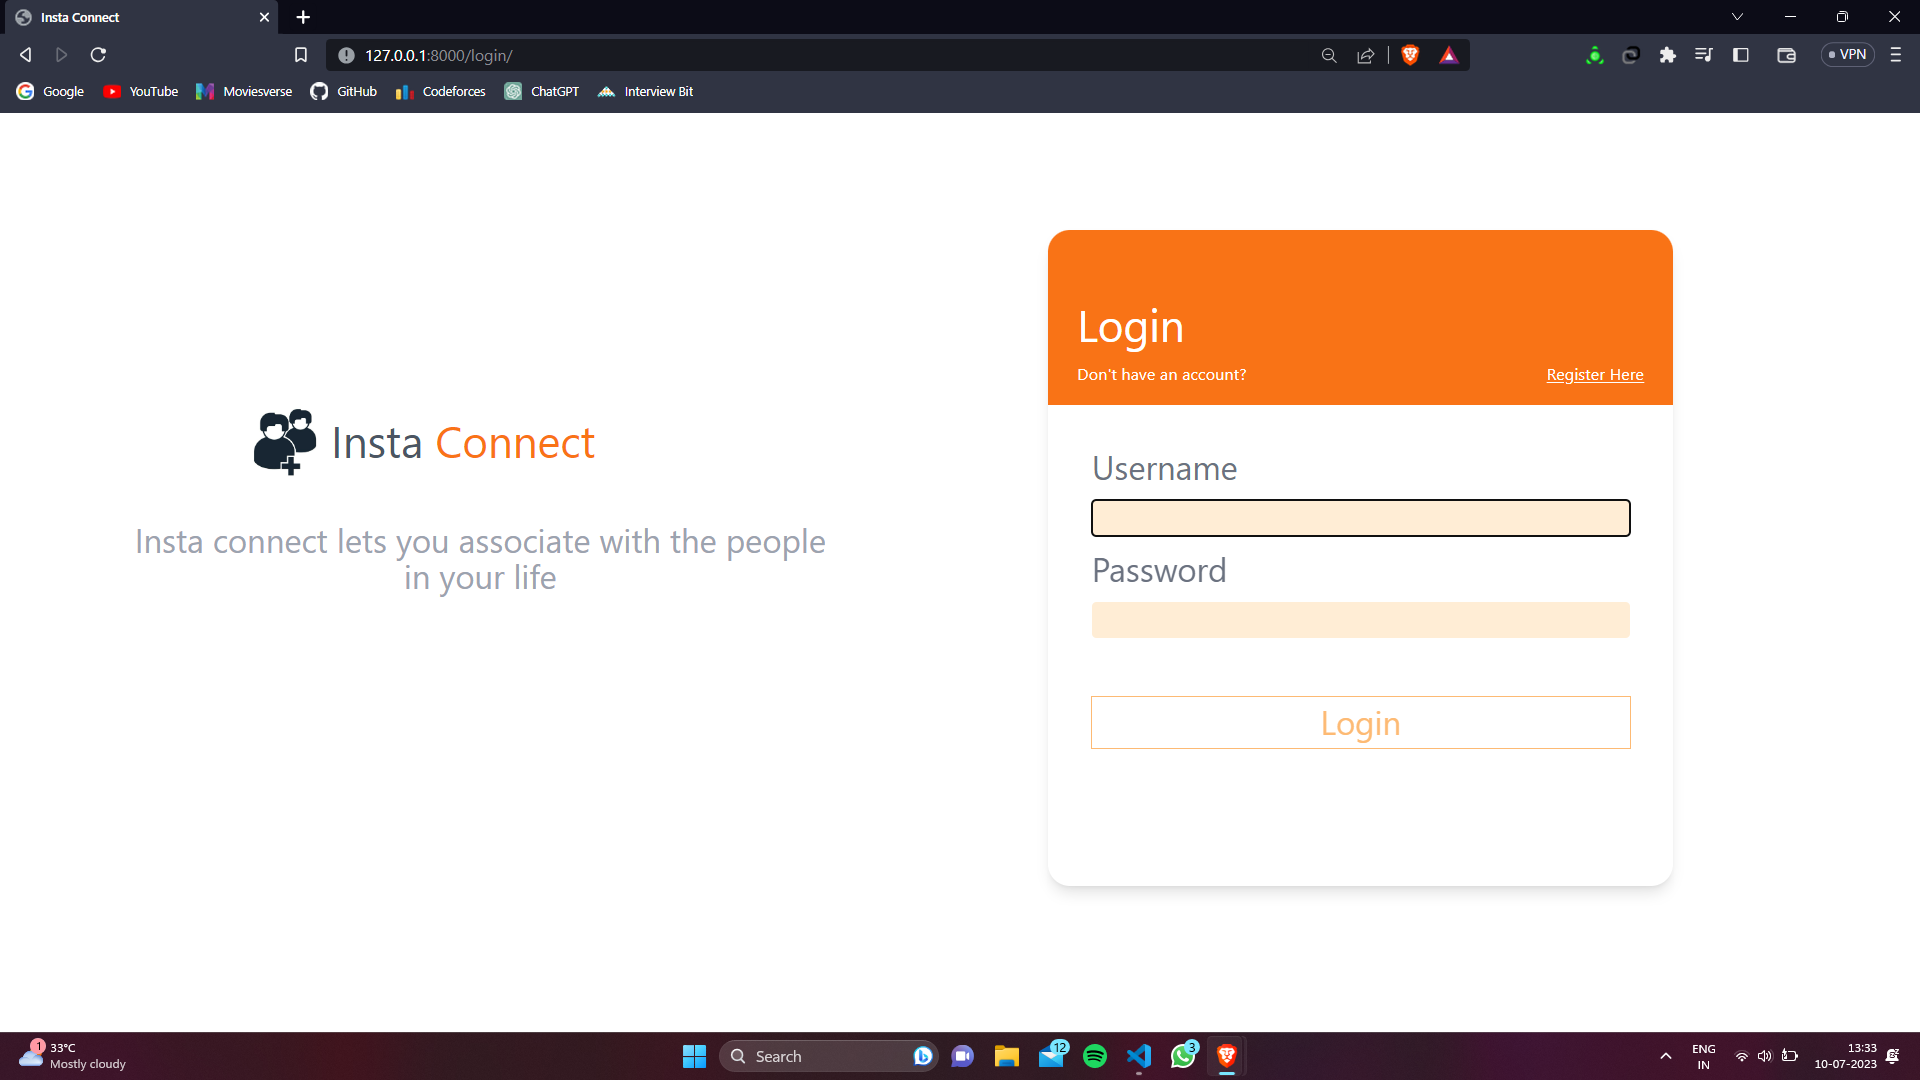 Insta Connect
127.0.0.1:8000/login/
VPN
Google
YouTube
Moviesverse
GitHub
Codeforces
ChatGPT
Interview Bit
Insta Connect
Insta connect lets you associate with the people
in your life
Login
Don't have an account?
Register Here
Username
Password
Login
1
33°C
Mostly cloudy
Search
12
3
ENG
IN
13:33
10-07-2023